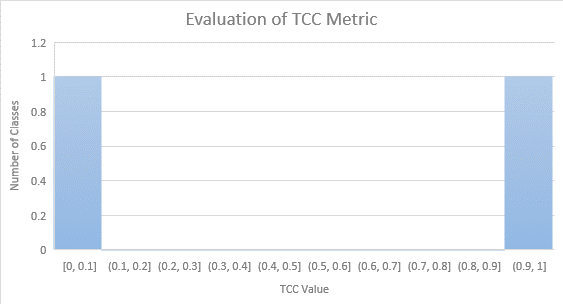 Evaluation of TCC Metric
1.2
1
0.8
0.6
0.4
0.2
0
Number of Classes
[0, 0.1] (0.1, 0.2] (0.2, 0.3] (0.3, 0.4] (0.4, 0.5] (0.5, 0.6] (0.6, 0.7] (0.7, 0.8] (0.8, 0.9] (0.9, 1]
TCC Value